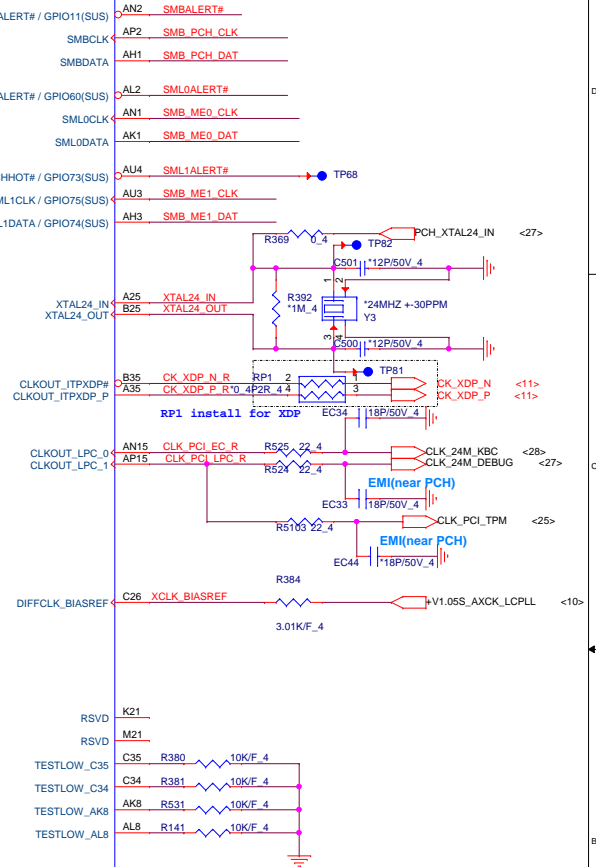 ALERT# / GPIO11(SUS) AN2 SMBALERT#
SMBCLK AP2 SMB_PCH_CLK
SMBDATA AH1 SMB_PCH_DAT
D
ALERT# / GPIO60(SUS) AL2 SML0ALERT#
SML0CLK AN1 SMB_ME0_CLK
SML0DATA AK1 SMB_ME0_DAT
HHOT# / GPIO73(SUS) AU4 SML1ALERT# TP68
ML1CLK / GPIO75(SUS) AU3 SMB_ME1_CLK
L1DATA / GPIO74(SUS) AH3 SMB_ME1_DAT
R369 0_4 PCH_XTAL24_IN <27>
TP82
C501 *12P/50V_4
1 2
XTAL24_IN A25 XTAL24_IN
XTAL24_OUT B25 XTAL24_OUT
R392
*1M_4
*24MHZ +-30PPM
Y3
3 4
C500 *12P/50V_4
TP81
CLKOUT_ITPXDP# B35 CK_XDP_N_R RP1 2 1 CK_XDP_N <11>
CLKOUT_ITPXDP_P A35 CK_XDP_P_R *0_4P2R_4 4 3 CK_XDP_P <11>
RP1 install for XDP
EC34 18P/50V_4
CLKOUT_LPC_0 AN15 CLK_PCI_EC_R R525 22_4 CLK_24M_KBC <28>
CLKOUT_LPC_1 AP15 CLK_PCI_LPC_R R524 22_4 CLK_24M_DEBUG <27>
C
EMI(near PCH)
EC33 18P/50V_4
R5103 22_4 CLK_PCI_TPM <25>
EMI(near PCH)
EC44 *18P/50V_4
R384
DIFFCLK_BIASREF C26 XCLK_BIASREF +V1.05S_AXCK_LCPLL <10>
3.01K/F_4
RSVD K21
RSVD M21
TESTLOW_C35 C35 R380 10K/F_4
TESTLOW_C34 C34 R381 10K/F_4
TESTLOW_AK8 AK8 R531 10K/F_4
TESTLOW_AL8 AL8 R141 10K/F_4
B